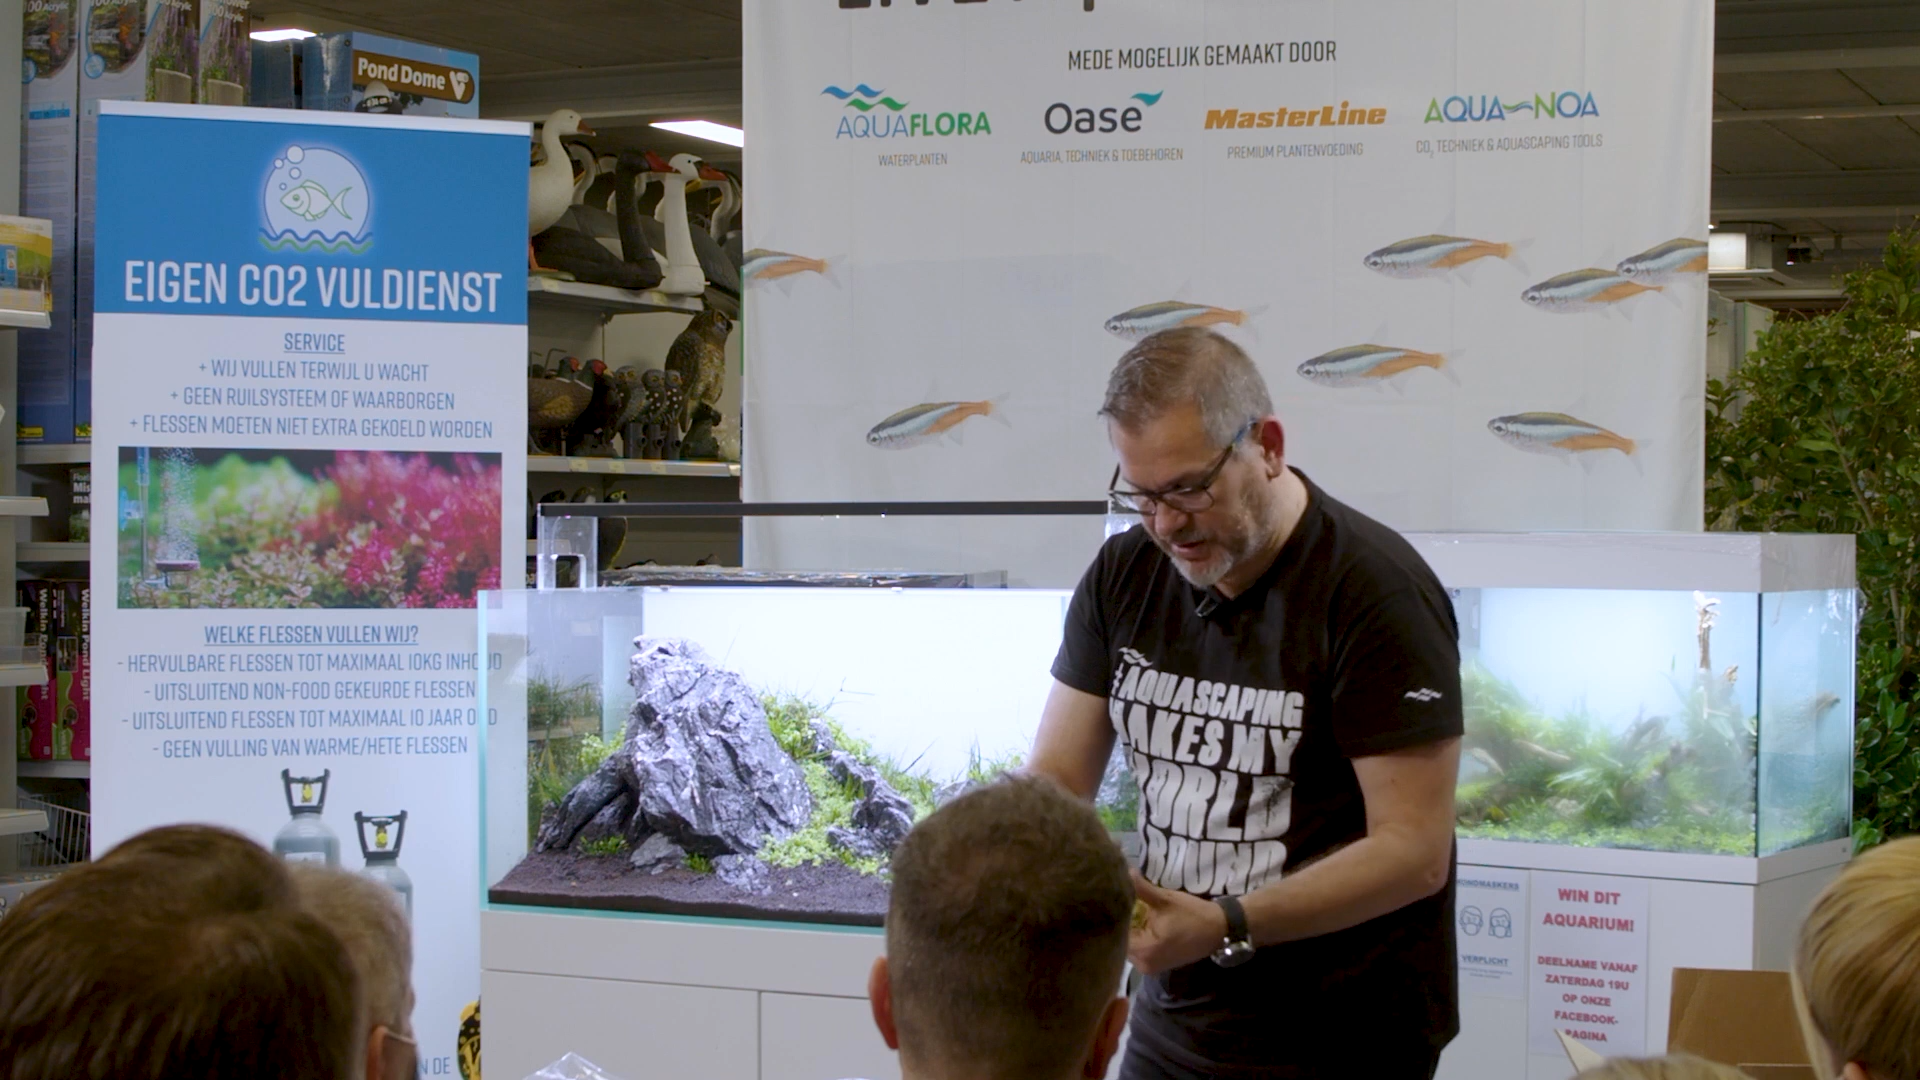 Pond Dome
MEDE MOGELIJK GEMAAKT DOOR
AQUAFLORA
WATERPLANTEN
Oase
AQUARIA, TECHNIEK & TOEBEHOREN
MasterLine
PREMIUM PLANTENVOEDING
AQUA NOA
CO2 TECHNIEK & AQUASCAPING TOOLS
EIGEN CO2 VULDIENST
SERVICE
+ WIJ VULLEN TERWIJL U WACHT
+ GEEN RUILSYSTEEM OF WAARBORGEN
+ FLESSEN MOETEN NIET EXTRA GEKOELD WORDEN
WELKE FLESSEN VULLEN WIJ?
- HERVULBARE FLESSEN TOT MAXIMAAL 10KG INHOUD
- UITSLUITEND NON-FOOD GEKEURDE FLESSEN
- UITSLUITEND FLESSEN TOT MAXIMAAL 10 JAAR OUD
- GEEN VULLING VAN WARME/HETE FLESSEN
#AQUASCAPING
MAKES MY
WORLD
ROUND
MONDMASKERS
VERPLICHT
WIN DIT
AQUARIUM!
DEELNAME VANAF
ZATERDAG 19U
OP ONZE
FACEBOOK-
PAGINA